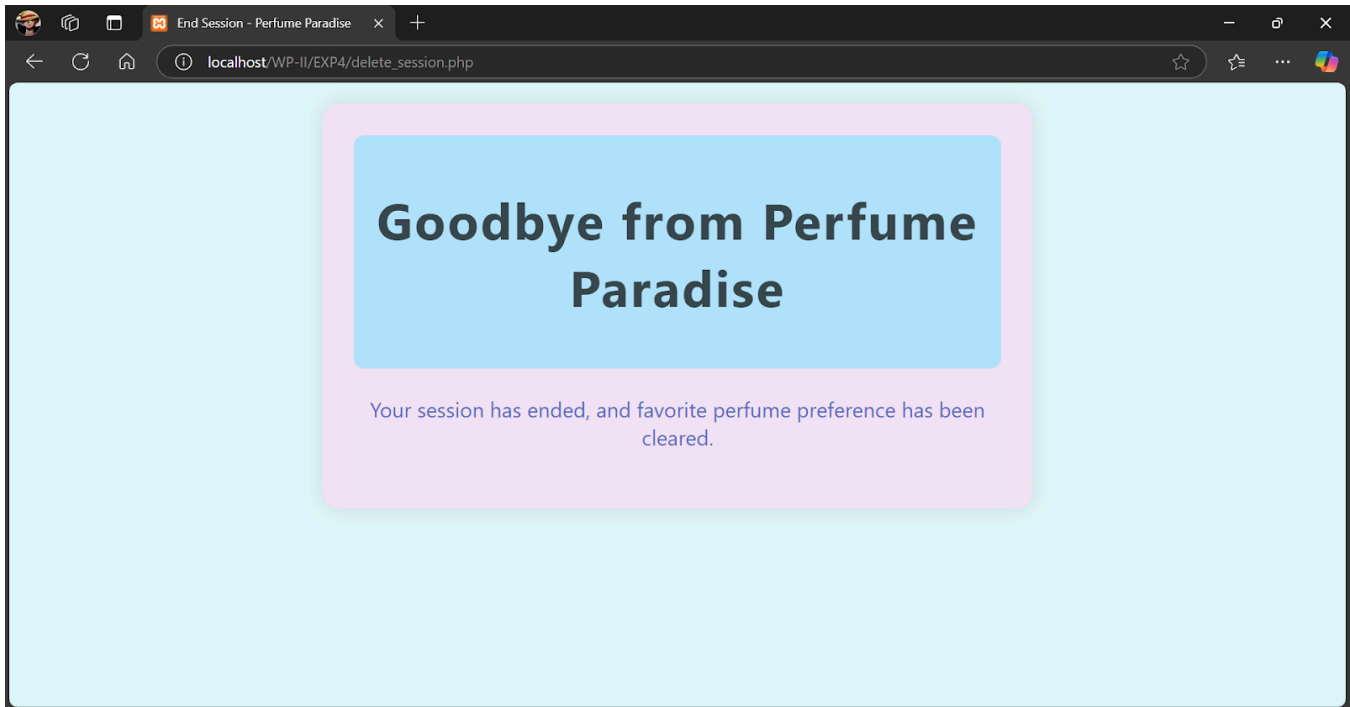 End Session - Perfume Paradise
localhost/WP-II/EXP4/delete_session.php
Goodbye from Perfume
Paradise
Your session has ended, and favorite perfume preference has been
cleared.